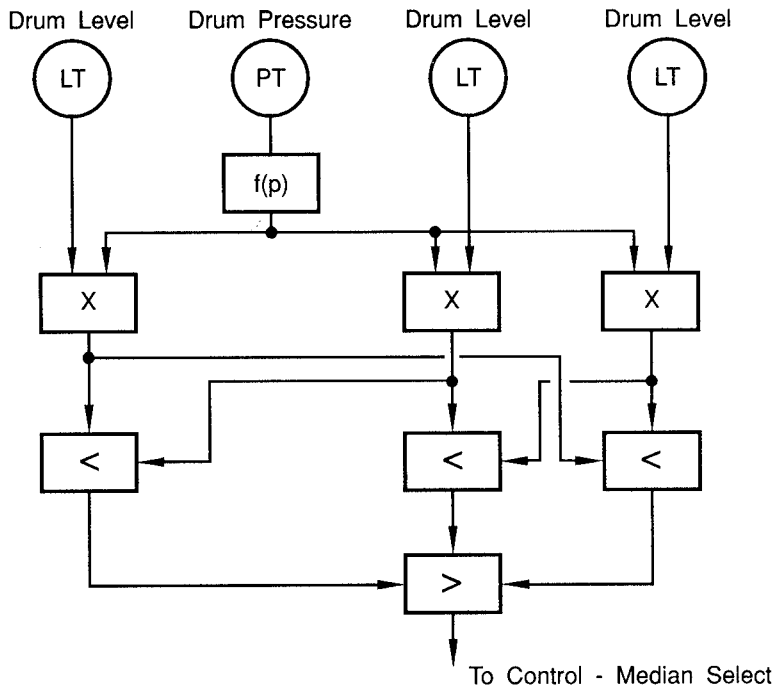 Drum Level Drum Pressure Drum Level Drum Level
LT PT LT LT
f(p)
X X X
< < <
>
To Control - Median Select